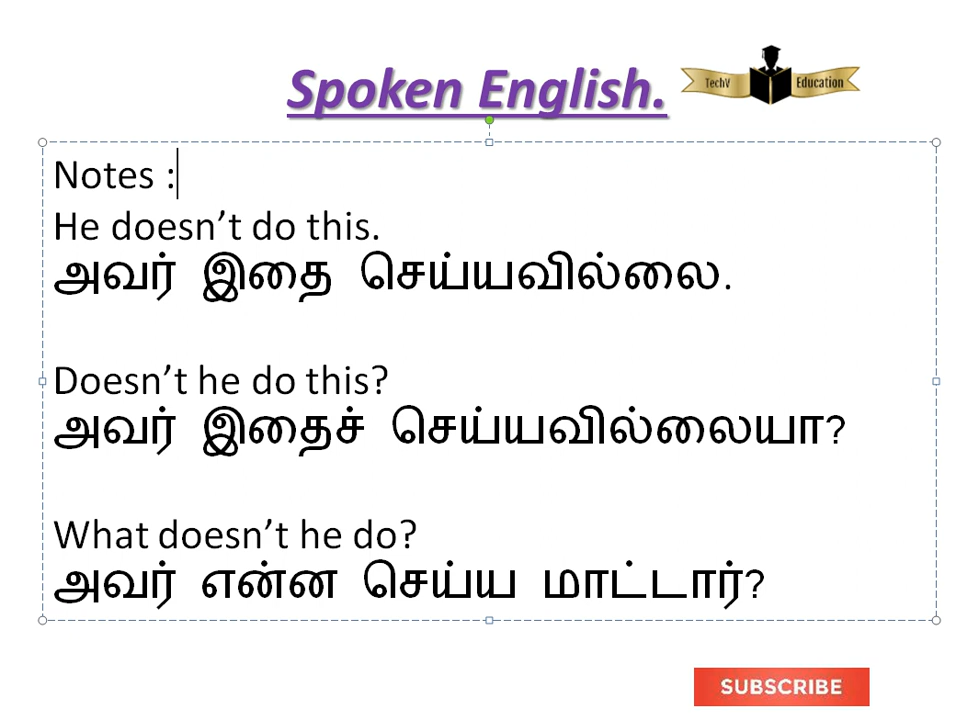 Spoken English.
TechV Education
Notes :
He doesn’t do this.
அவர் இதை செய்யவில்லை.
Doesn’t he do this?
அவர் இதைச் செய்யவில்லையா?
What doesn’t he do?
அவர் என்ன செய்ய மாட்டார்?
SUBSCRIBE